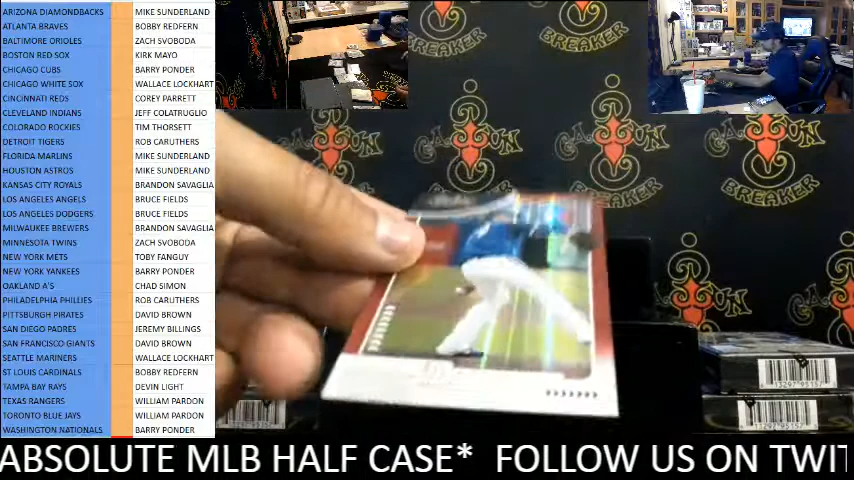 ARIZONA DIAMONDBACKS MIKE SUNDERLAND
ATLANTA BRAVES BOBBY REDFERN
BALTIMORE ORIOLES ZACH SVOBODA
BOSTON RED SOX KIRK MAYO
CHICAGO CUBS BARRY PONDER
CHICAGO WHITE SOX WALLACE LOCKHART
CINCINNATI REDS COREY PARRETT
CLEVELAND INDIANS JEFF COLATRUGLIO
COLORADO ROCKIES TIM THORSETT
DETROIT TIGERS ROB CARUTHERS
FLORIDA MARLINS MIKE SUNDERLAND
HOUSTON ASTROS MIKE SUNDERLAND
KANSAS CITY ROYALS BRANDON SAVAGLIA
LOS ANGELES ANGELS BRUCE FIELDS
LOS ANGELES DODGERS BRUCE FIELDS
MILWAUKEE BREWERS BRANDON SAVAGLIA
MINNESOTA TWINS ZACH SVOBODA
NEW YORK METS TOBY FANGUY
NEW YORK YANKEES BARRY PONDER
OAKLAND A'S CHAD SIMON
PHILADELPHIA PHILLIES ROB CARUTHERS
PITTSBURGH PIRATES DAVID BROWN
SAN DIEGO PADRES JEREMY BILLINGS
SAN FRANCISCO GIANTS DAVID BROWN
SEATTLE MARINERS WALLACE LOCKHART
ST LOUIS CARDINALS BOBBY REDFERN
TAMPA BAY RAYS DEVIN LIGHT
TEXAS RANGERS WILLIAM PARDON
TORONTO BLUE JAYS WILLIAM PARDON
WASHINGTON NATIONALS BARRY PONDER
GAJUN
BREAKER
GAJUN
BREAKER
ABSOLUTE MLB HALF CASE* FOLLOW US ON TWIT